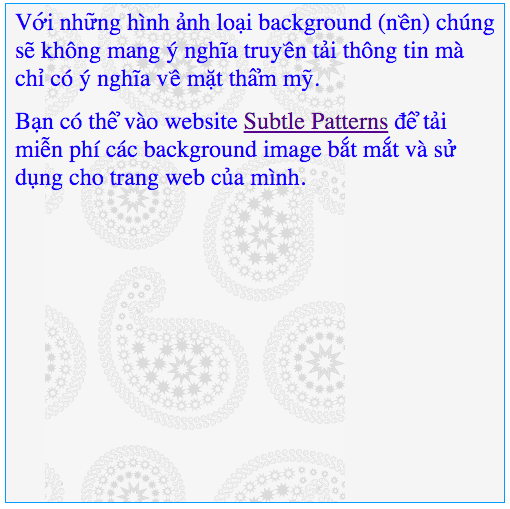 Với những hình ảnh loại background (nền) chúng
sẽ không mang ý nghĩa truyền tải thông tin mà
chỉ có ý nghĩa về mặt thẩm mỹ.
Bạn có thể vào website Subtle Patterns để tải
miễn phí các background image bắt mắt và sử
dụng cho trang web của mình.